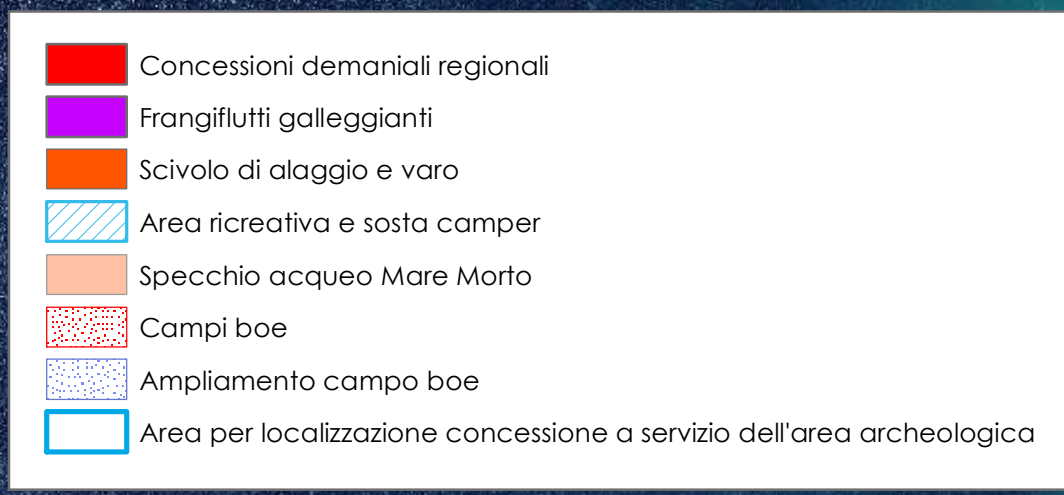 Concessioni demaniali regionali
Frangiflutti galleggianti
Scivolo di alaggio e varo
Area ricreativa e sosta camper
Specchio acqueo Mare Morto
Campi boe
Ampliamento campo boe
Area per localizzazione concessione a servizio dell'area archeologica